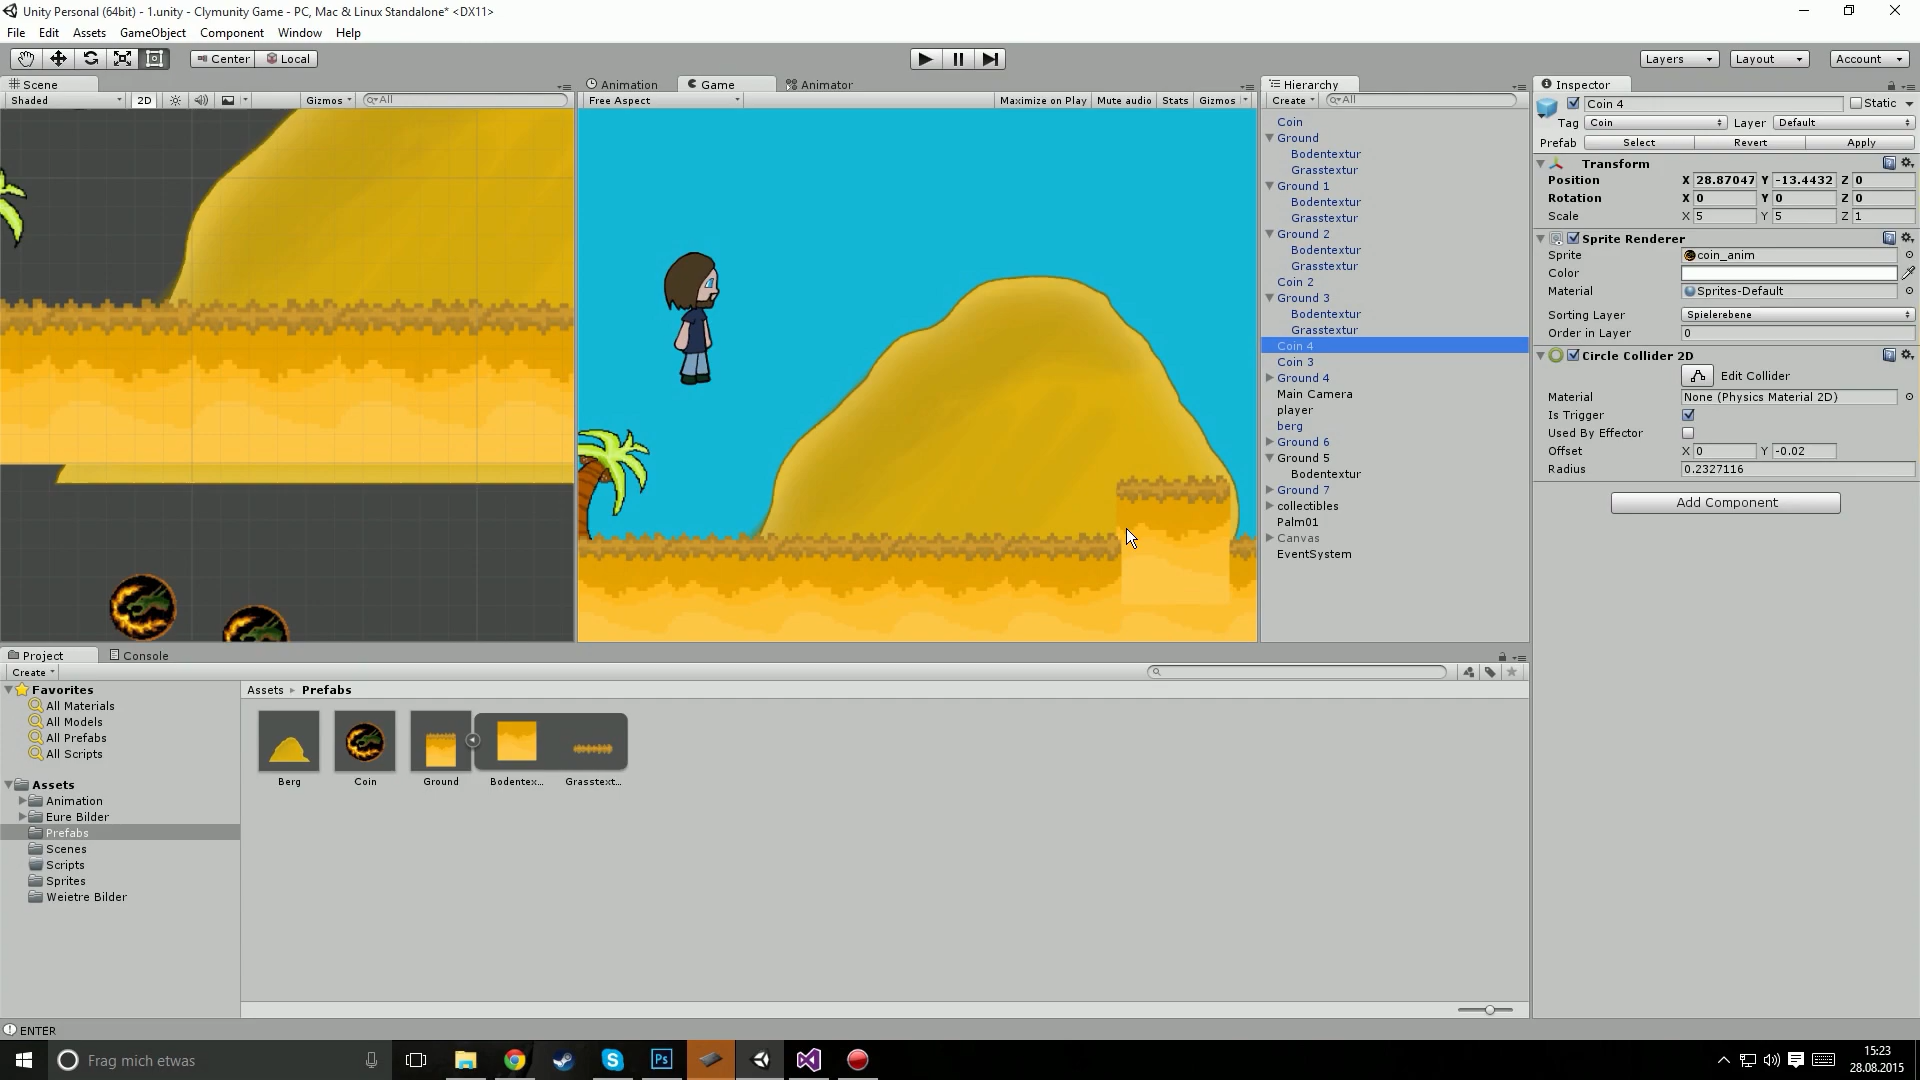 Unity Personal (64bit) - 1.unity - Clymunity Game - PC, Mac & Linux Standalone* <DX11>
File Edit Assets GameObject Component Window Help
Center Local Layers Layout Account
Scene
Shaded 2D Gizmos All
Animation Game Animator
Free Aspect Maximize on Play Mute audio Stats Gizmos
Hierarchy
Create All
Coin
Ground
Bodentextur
Grasstextur
Ground 1
Bodentextur
Grasstextur
Ground 2
Bodentextur
Grasstextur
Coin 2
Ground 3
Bodentextur
Grasstextur
Coin 4
Coin 3
Ground 4
Main Camera
player
berg
Ground 6
Ground 5
Bodentextur
Ground 7
collectibles
Palm01
Canvas
EventSystem
Inspector
Coin 4 Static
Tag Coin Layer Default
Prefab Select Revert Apply
Transform
Position X 28.87047 Y -13.4432 Z 0
Rotation X 0 Y 0 Z 0
Scale X 5 Y 5 Z 1
Sprite Renderer
Sprite coin_anim
Color
Material Sprites-Default
Sorting Layer Spielerebene
Order in Layer 0
Circle Collider 2D
Edit Collider
Material None (Physics Material 2D)
Is Trigger
Used By Effector
Offset X 0 Y -0.02
Radius 0.2327116
Add Component
Project Console
Create
Favorites
All Materials
All Models
All Prefabs
All Scripts
Assets
Animation
Eure Bilder
Prefabs
Scenes
Scripts
Sprites
Weietre Bilder
Assets Prefabs
Berg Coin Ground Bodentex... Grasstext...
ENTER
Frag mich etwas
Ps
15:23
28.08.2015